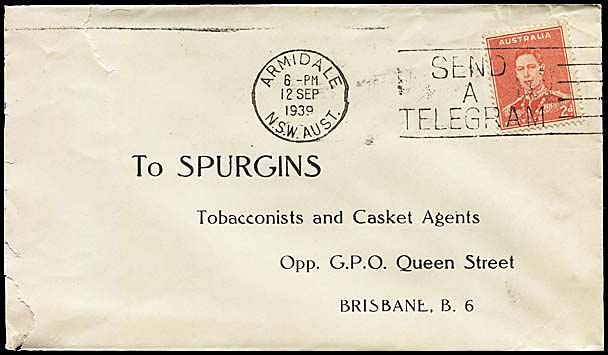 ARMIDALE
6-PM
12 SEP
1939
N.S.W. AUST.
SEND
A
TELEGRAM
AUSTRALIA
2D
To SPURGINS
Tobacconists and Casket Agents
Opp. G.P.O. Queen Street
BRISBANE, B. 6